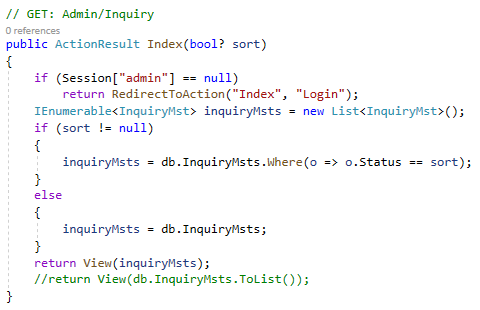 // GET: Admin/Inquiry
0 references
public ActionResult Index(bool? sort)
{
    if (Session["admin"] == null)
        return RedirectToAction("Index", "Login");
    IEnumerable<InquiryMst> inquiryMsts = new List<InquiryMst>();
    if (sort != null)
    {
        inquiryMsts = db.InquiryMsts.Where(o => o.Status == sort);
    }
    else
    {
        inquiryMsts = db.InquiryMsts;
    }
    return View(inquiryMsts);
    //return View(db.InquiryMsts.ToList());
}